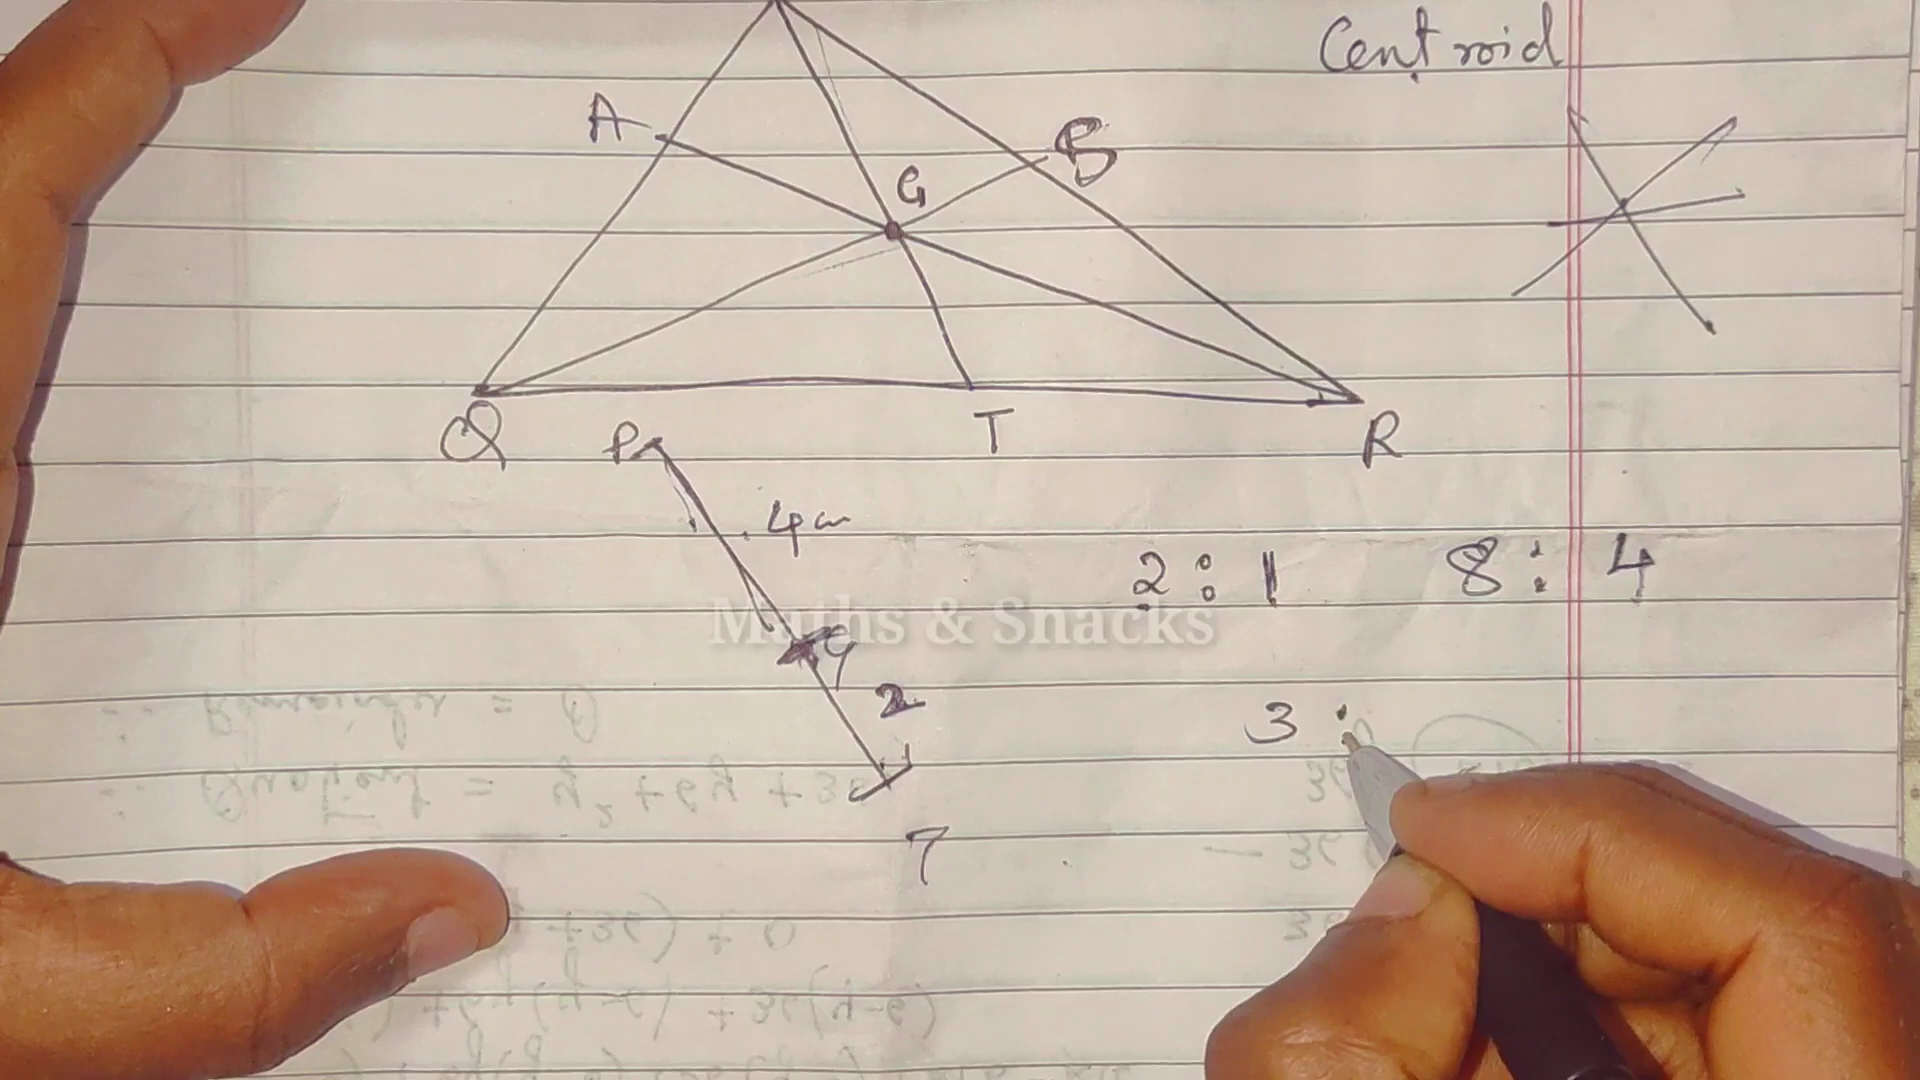 Centroid
A
B
G
Q
T
R
P
4cm
2 : 1
8 : 4
Maths & Snacks
G
2
3 :
T